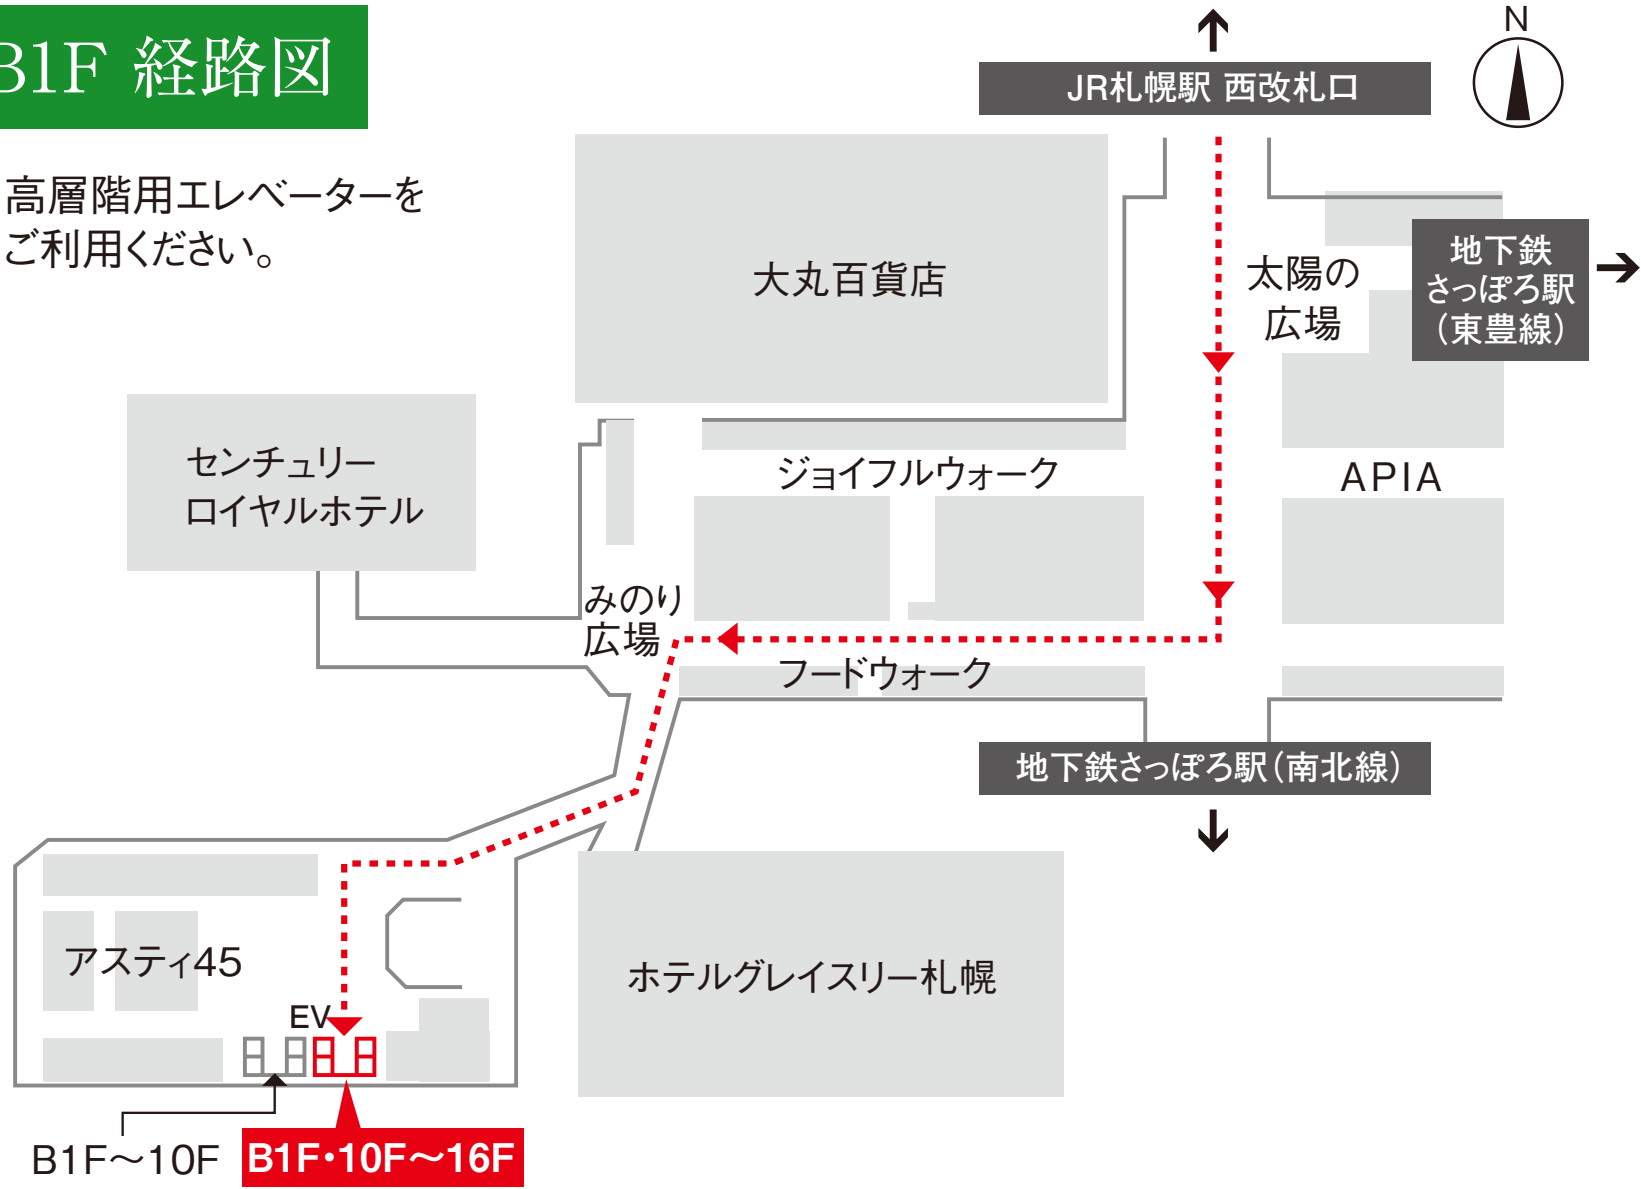 B1F 経路図
高層階用エレベーターを
ご利用ください。
N
JR札幌駅 西改札口
地下鉄
さっぽろ駅
(東豊線)
太陽の
広場
大丸百貨店
センチュリー
ロイヤルホテル
ジョイフルウォーク
APIA
みのり
広場
フードウォーク
地下鉄さっぽろ駅(南北線)
アスティ45
ホテルグレイスリー札幌
EV
B1F～10F
B1F・10F～16F